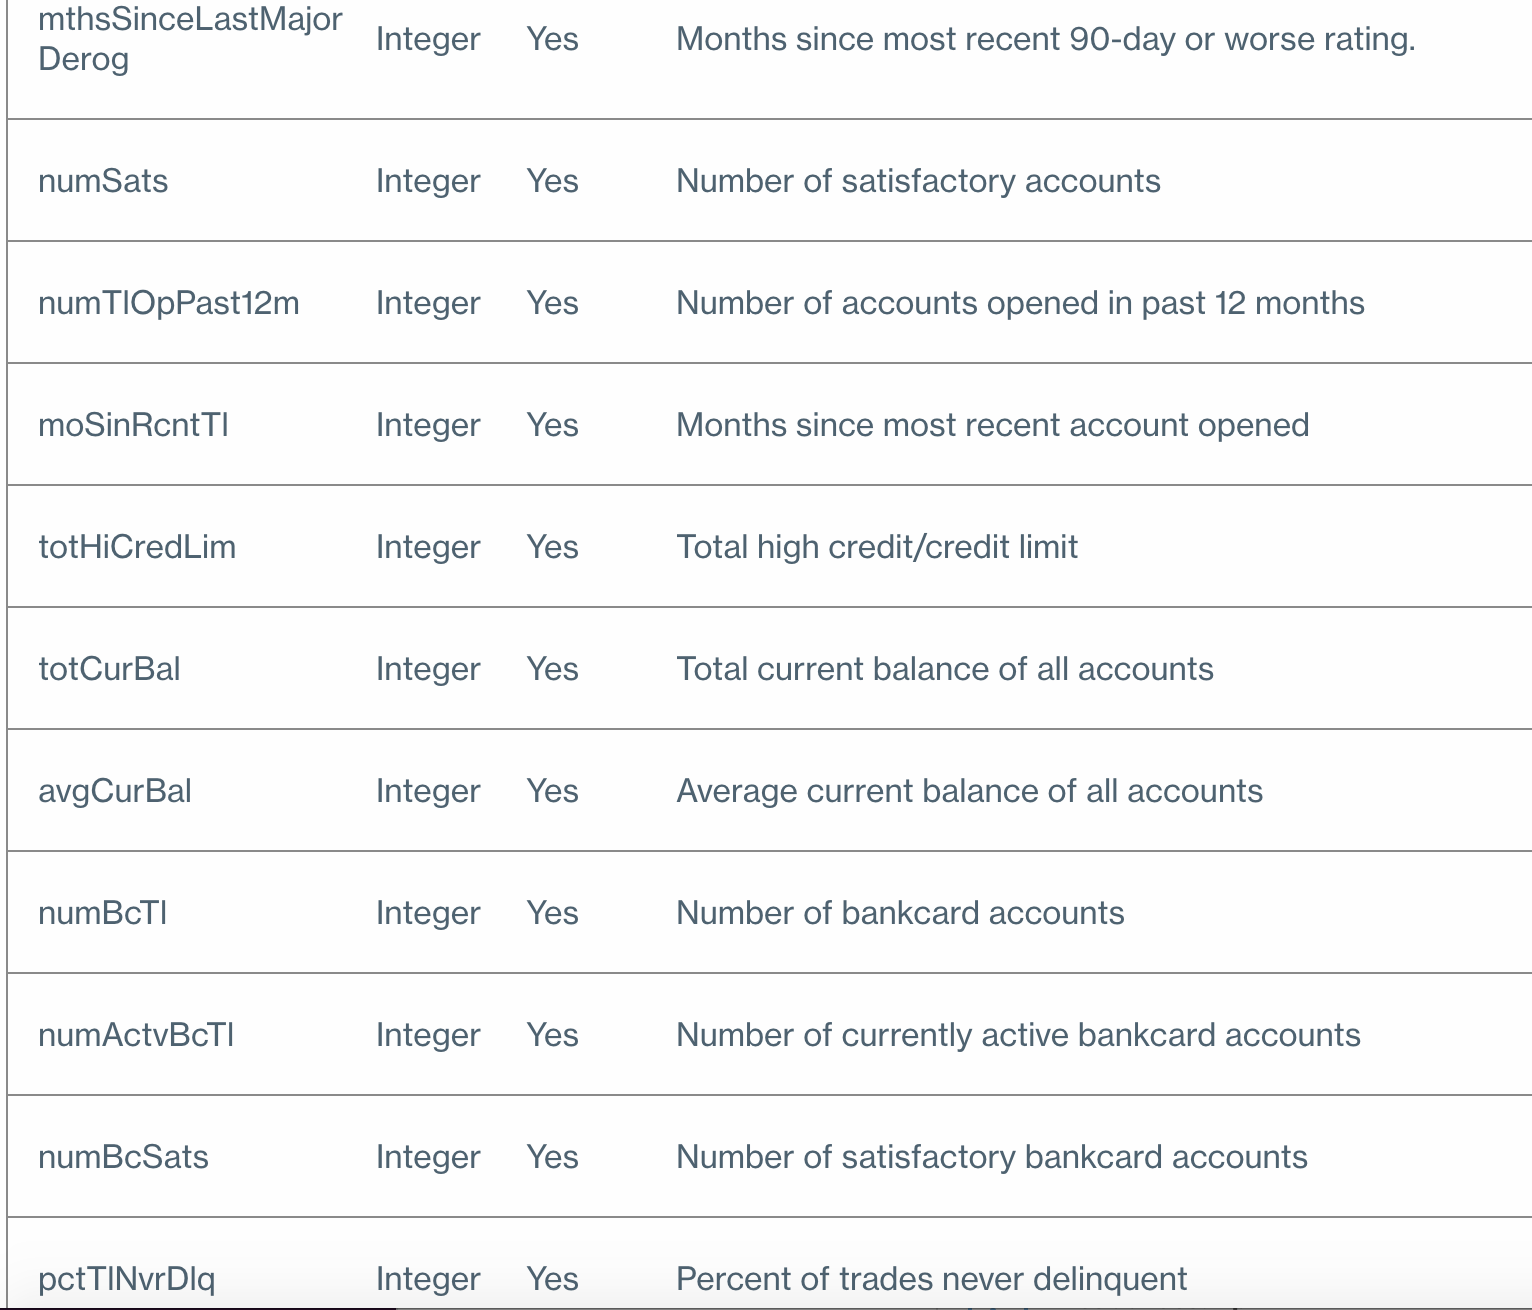 mthsSinceLastMajor
Derog Integer Yes Months since most recent 90-day or worse rating.
numSats Integer Yes Number of satisfactory accounts
numTlOpPast12m Integer Yes Number of accounts opened in past 12 months
moSinRcntTl Integer Yes Months since most recent account opened
totHiCredLim Integer Yes Total high credit/credit limit
totCurBal Integer Yes Total current balance of all accounts
avgCurBal Integer Yes Average current balance of all accounts
numBcTl Integer Yes Number of bankcard accounts
numActvBcTl Integer Yes Number of currently active bankcard accounts
numBcSats Integer Yes Number of satisfactory bankcard accounts
pctTlNvrDlq Integer Yes Percent of trades never delinquent